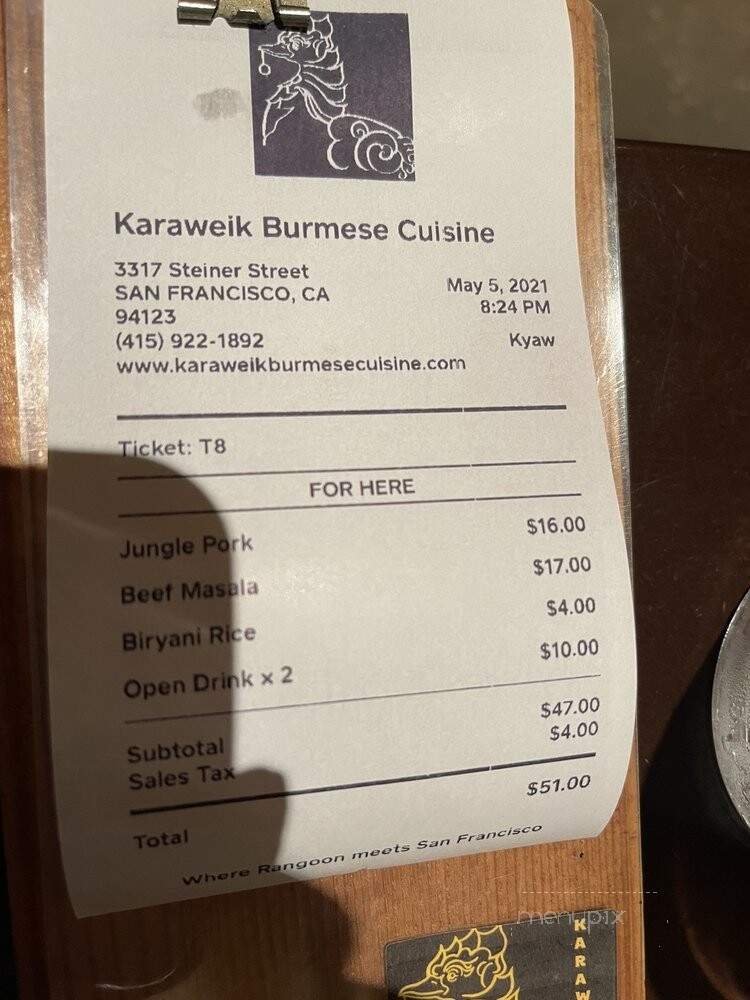 Karaweik Burmese Cuisine
3317 Steiner Street
SAN FRANCISCO, CA
94123
(415) 922-1892
www.karaweikburmesecuisine.com
May 5, 2021
8:24 PM
Kyaw
Ticket: T8
FOR HERE
Jungle Pork $16.00
Beef Masala $17.00
Biryani Rice $4.00
Open Drink x 2 $10.00
Subtotal $47.00
Sales Tax $4.00
Total $51.00
Where Rangoon meets San Francisco
menupix
KARAW